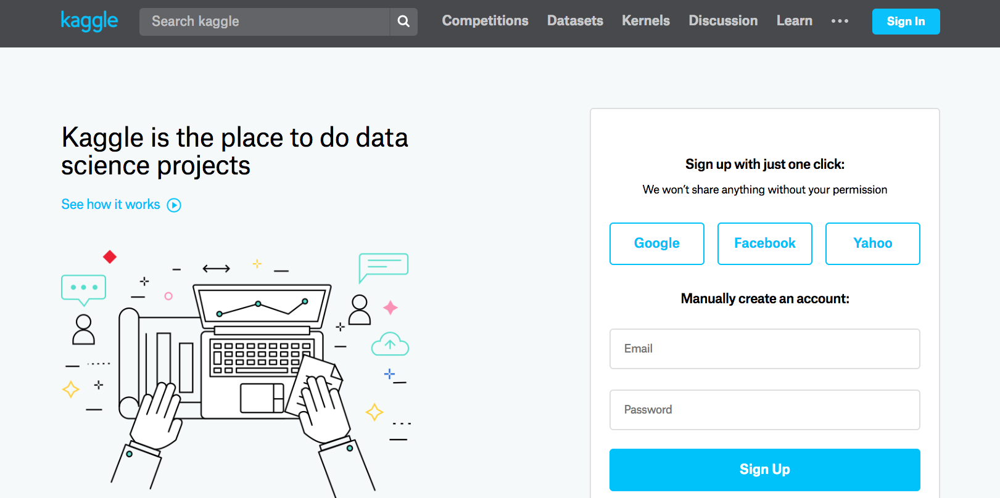 kaggle
Search kaggle
Competitions
Datasets
Kernels
Discussion
Learn
Sign In
Kaggle is the place to do data
science projects
See how it works
Sign up with just one click:
We won’t share anything without your permission
Google
Facebook
Yahoo
Manually create an account:
Email
Password
Sign Up